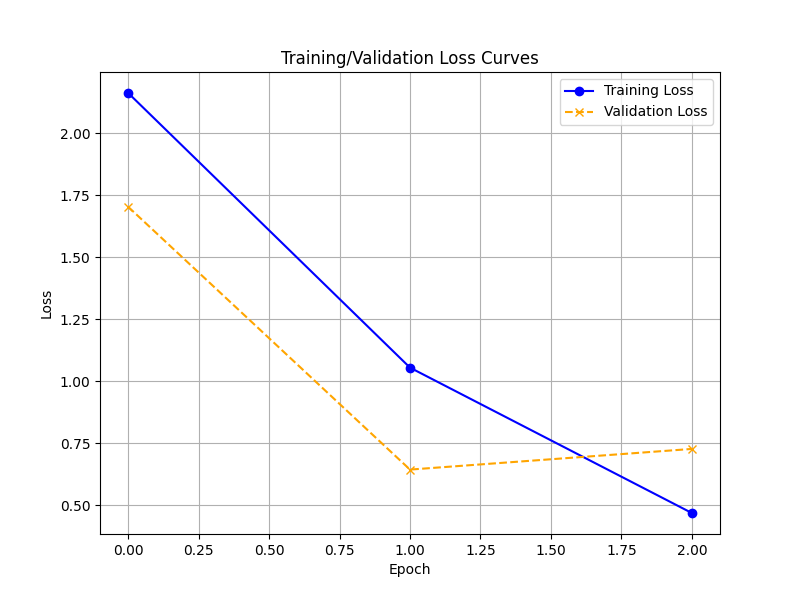 Training/Validation Loss Curves
Training Loss
Validation Loss
Loss
2.00
1.75
1.50
1.25
1.00
0.75
0.50
0.00 0.25 0.50 0.75 1.00 1.25 1.50 1.75 2.00
Epoch